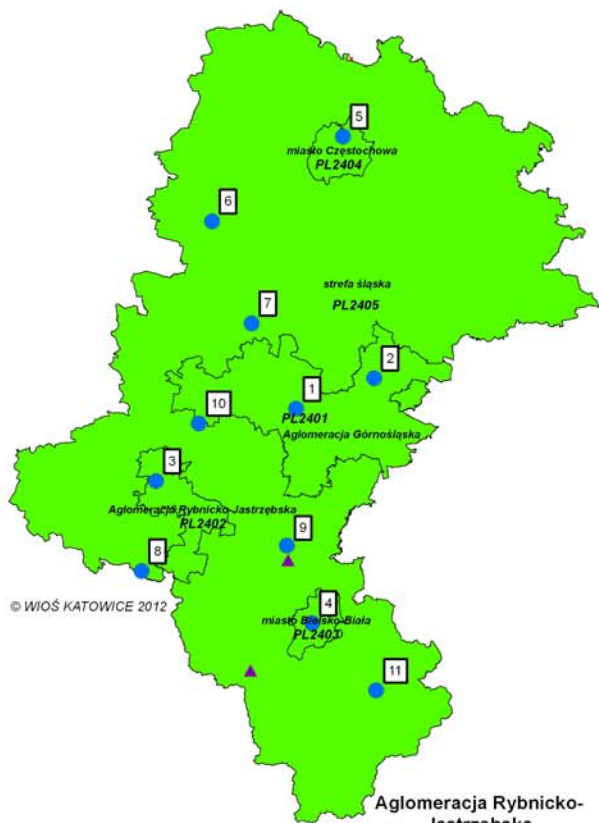 5
miasto Częstochowa
PL2404
6
strefa śląska
PL2405
7
2
1
10
PL2401
Aglomeracja Górnośląska
3
Aglomeracja Rybnicko-Jastrzębska
PL2402
9
8
© WIOŚ KATOWICE 2012
4
miasto Bielsko-Biała
PL2403
11
Aglomeracja Rybnicko-
Jastrzębska